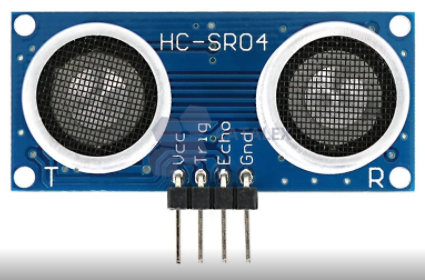 HC-SR04
Vcc
Trig
Echo
Gnd
T
R